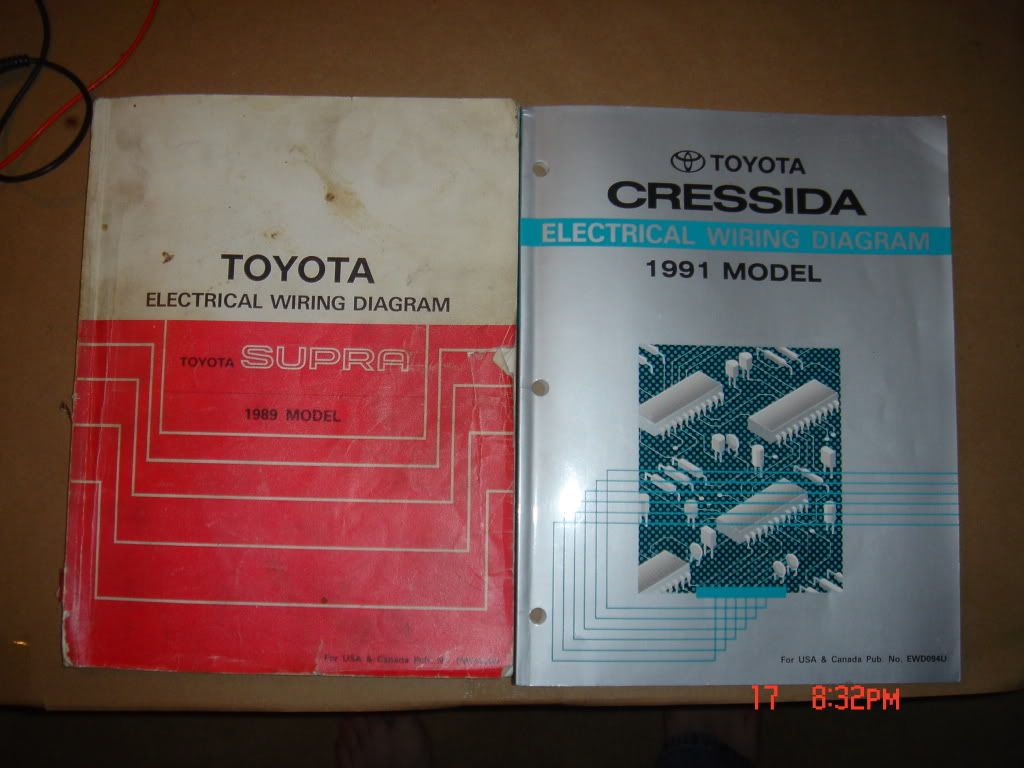 TOYOTA
ELECTRICAL WIRING DIAGRAM
TOYOTA SUPRA
1989 MODEL
For USA & Canada Pub. No.
TOYOTA
CRESSIDA
ELECTRICAL WIRING DIAGRAM
1991 MODEL
For USA & Canada Pub. No. EWD094U
17 8:32PM